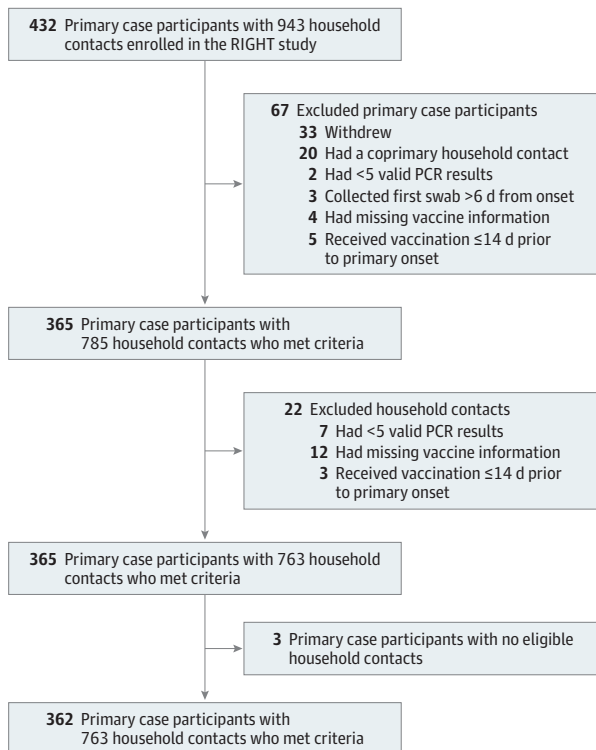 432 Primary case participants with 943 household
contacts enrolled in the RIGHT study
67 Excluded primary case participants
33 Withdrew
20 Had a coprimary household contact
2 Had <5 valid PCR results
3 Collected first swab >6 d from onset
4 Had missing vaccine information
5 Received vaccination ≤14 d prior
to primary onset
365 Primary case participants with
785 household contacts who met criteria
22 Excluded household contacts
7 Had <5 valid PCR results
12 Had missing vaccine information
3 Received vaccination ≤14 d prior
to primary onset
365 Primary case participants with 763 household
contacts who met criteria
3 Primary case participants with no eligible
household contacts
362 Primary case participants with
763 household contacts who met criteria